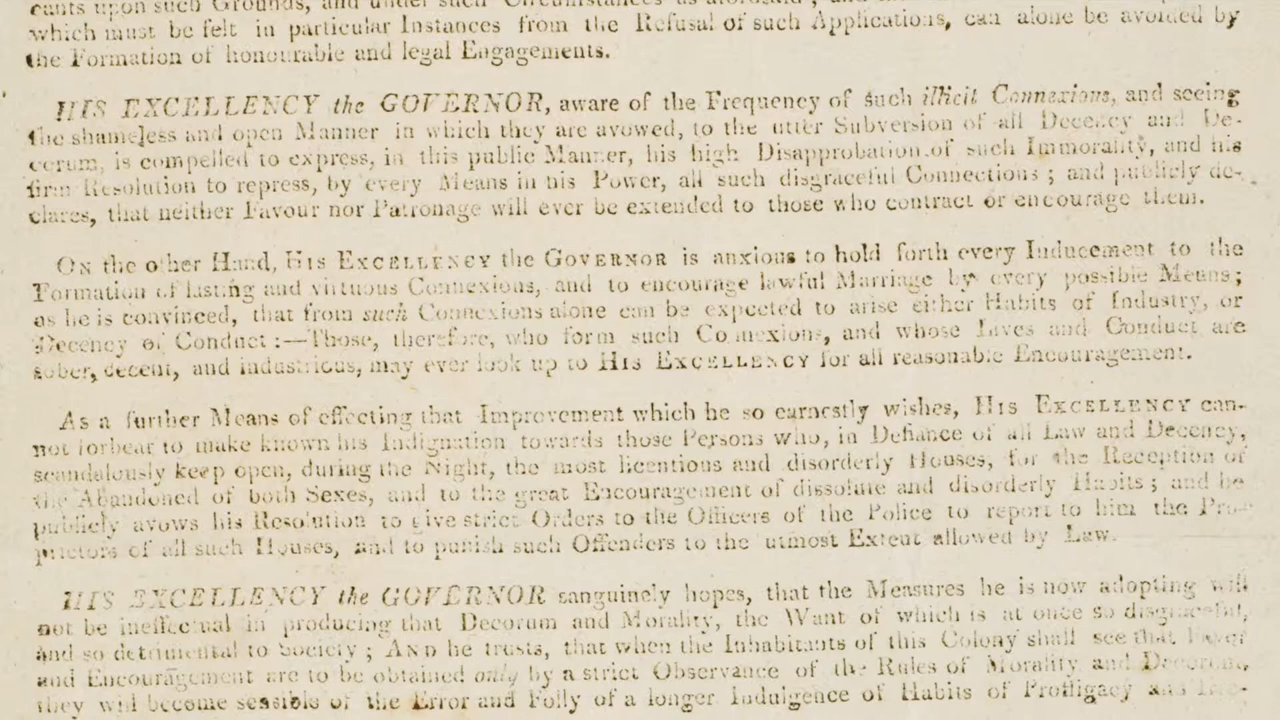 cants upon such Grounds, and under such Circumstances as aforesaid; and
which must be felt in particular Instances from the Refusal of such Applications, can alone be avoided by
the Formation of honourable and legal Engagements.
HIS EXCELLENCY the GOVERNOR, aware of the Frequency of such illicit Connexions, and seeing
the shameless and open Manner in which they are avowed, to the utter Subversion of all Decency and De-
corum, is compelled to express, in this public Manner, his high Disapprobation of such Immorality, and his
firm Resolution to repress, by every Means in his Power, all such disgraceful Connections; and publicly de-
clares, that neither Favour nor Patronage will ever be extended to those who contract or encourage them.
ON the other Hand, HIS EXCELLENCY the GOVERNOR is anxious to hold forth every Inducement to the
Formation of lasting and virtuous Connexions, and to encourage lawful Marriage by every possible Means;
as he is convinced, that from such Connexions alone can be expected to arise either Habits of Industry, or
Decency of Conduct:—Those, therefore, who form such Connexions, and whose Lives and Conduct are
sober, decent, and industrious, may ever look up to HIS EXCELLENCY for all reasonable Encouragement.
As a further Means of effecting that Improvement which he so earnestly wishes, HIS EXCELLENCY can-
not forbear to make known his Indignation towards those Persons who, in Defiance of all Law and Decency,
scandalously keep open, during the Night, the most licentious and disorderly Houses, for the Reception of
the Abandoned of both Sexes, and to the great Encouragement of dissolute and disorderly Habits; and he
publicly avows his Resolution to give strict Orders to the Officers of the Police to report to him the Pro-
prietors of all such Houses, and to punish such Offenders to the utmost Extent allowed by Law.
HIS EXCELLENCY the GOVERNOR sanguinely hopes, that the Measures he is now adopting will
not be ineffectual in producing that Decorum and Morality, the Want of which is at once so disgraceful,
and so detrimental to Society; AND he trusts, that when the Inhabitants of this Colony shall see that Favor
and Encouragement are to be obtained only by a strict Observance of the Rules of Morality and Decorum,
they will become sensible of the Error and Folly of a longer Indulgence of Habits of Profligacy and Irre-